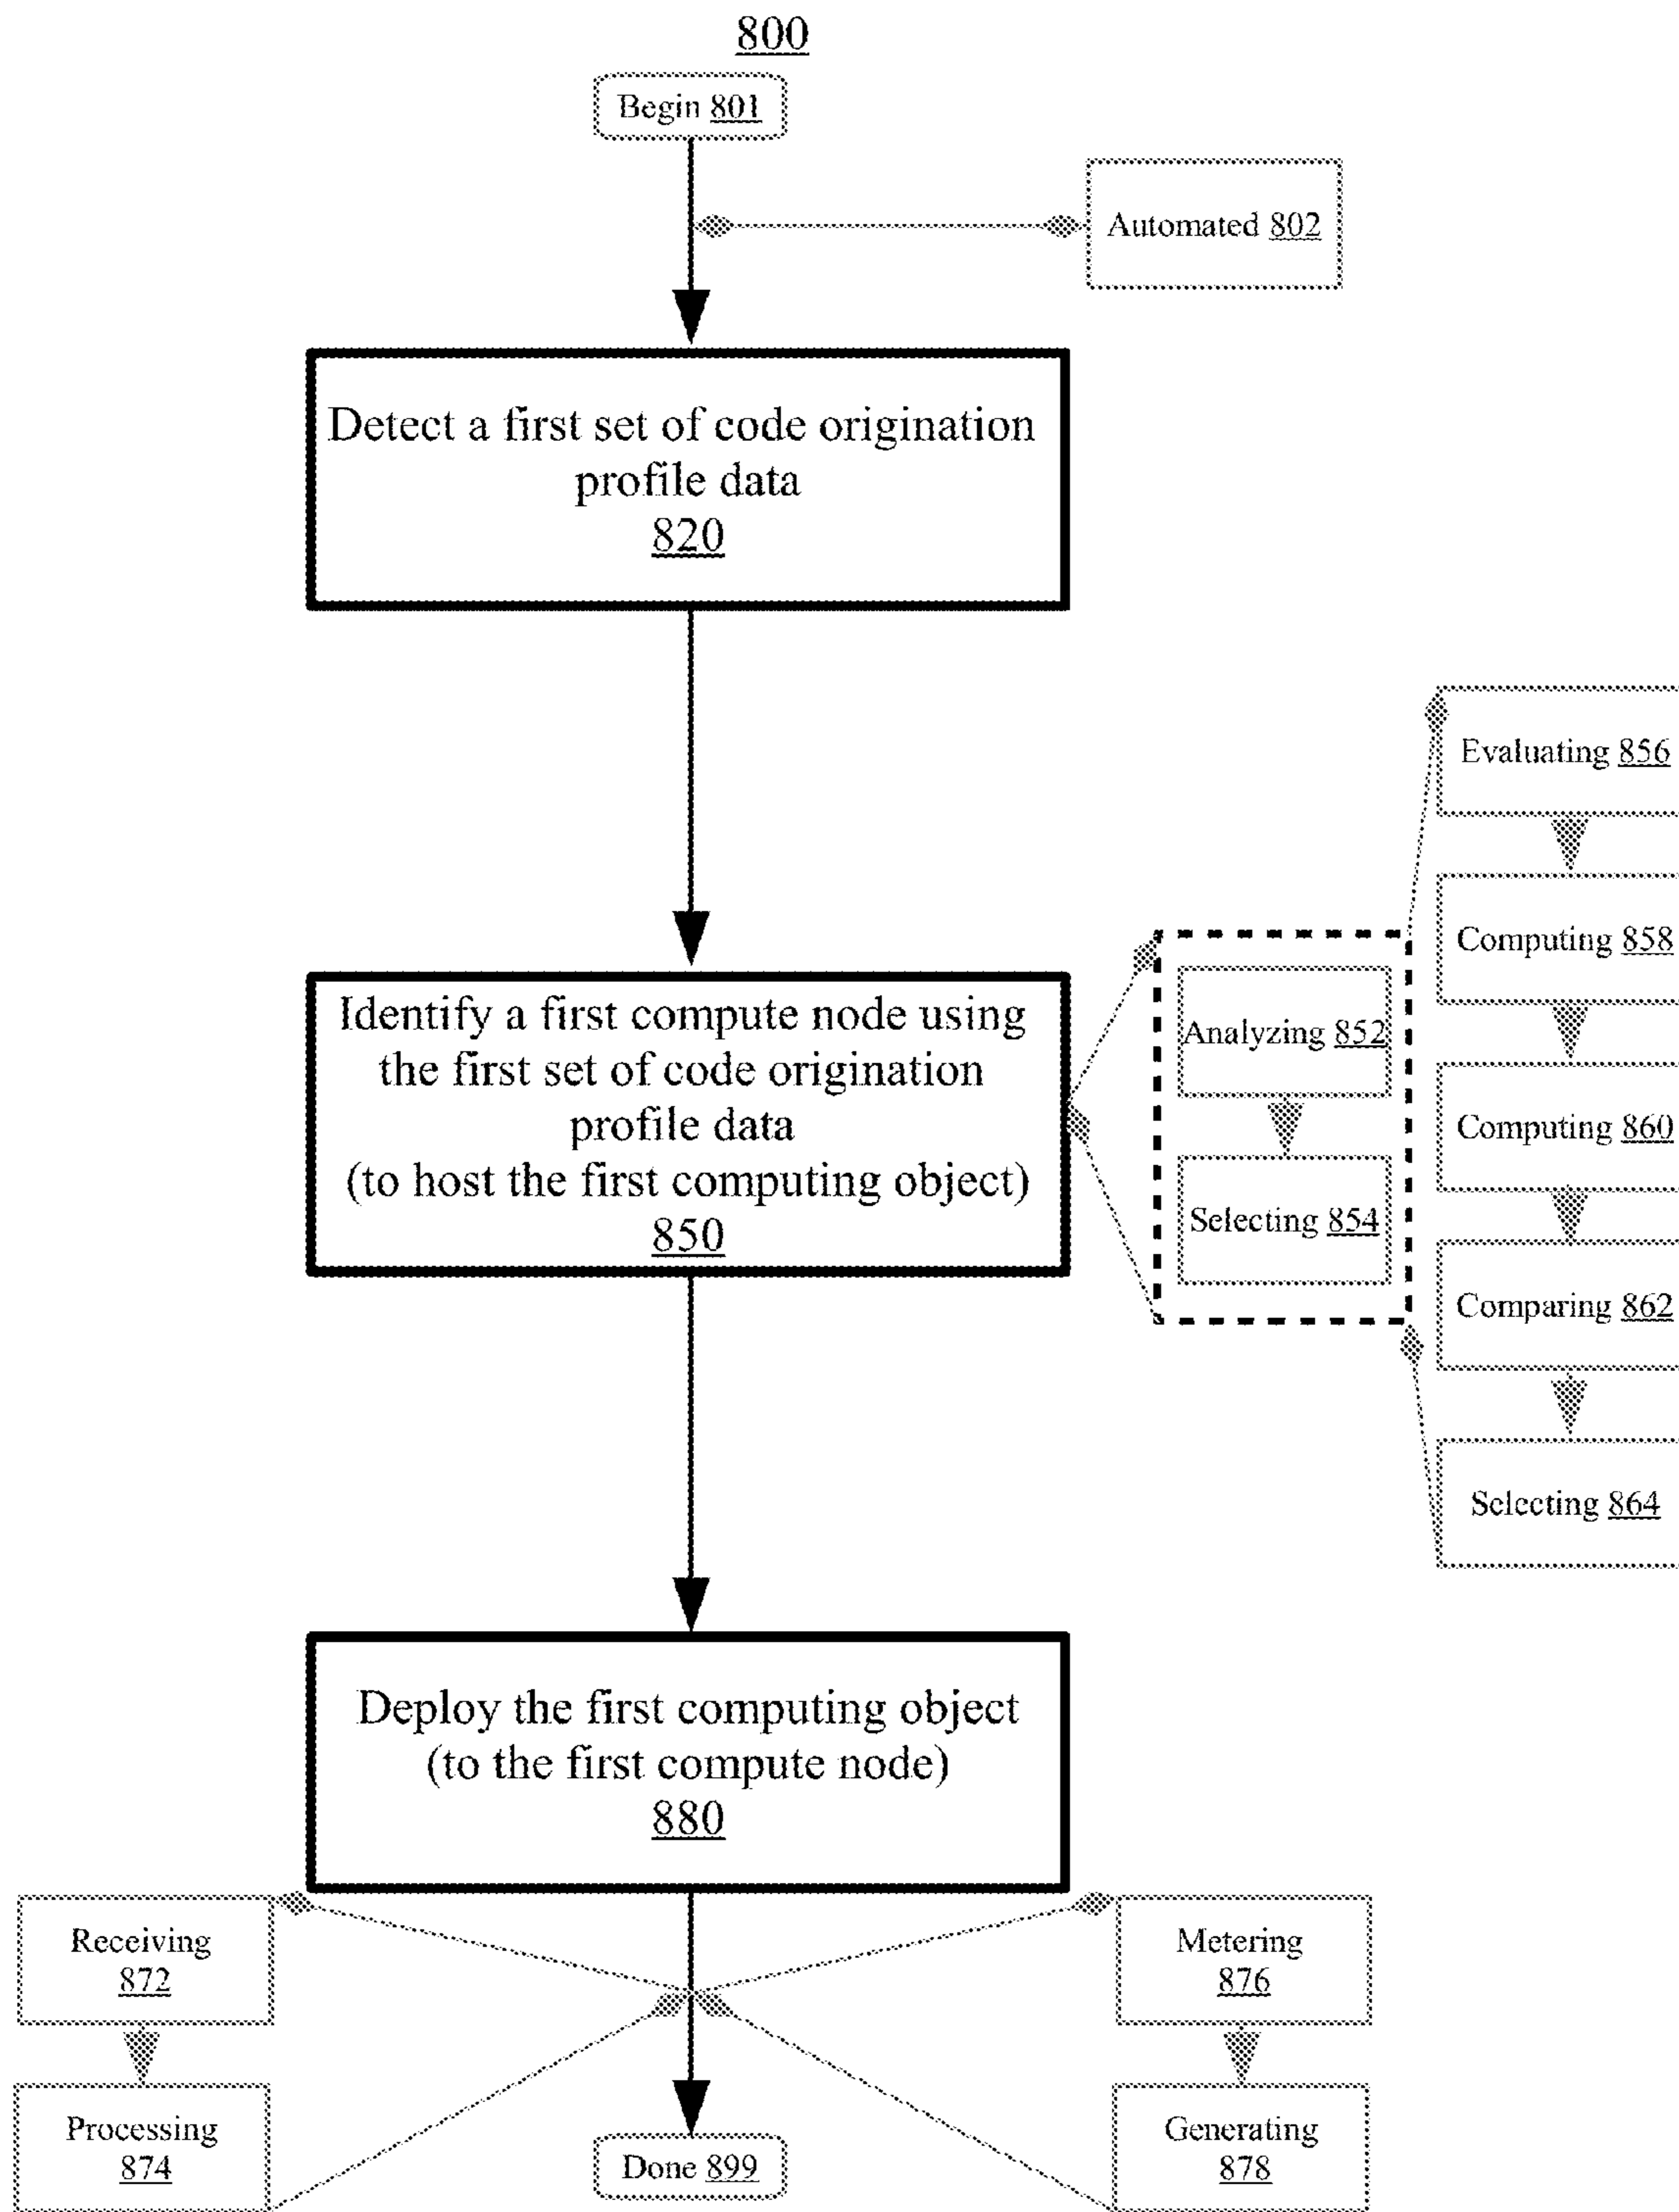 800
Begin 801
Automated 802
Detect a first set of code origination
profile data
820
Identify a first compute node using
the first set of code origination
profile data
(to host the first computing object)
850
Analyzing 852
Selecting 854
Evaluating 856
Computing 858
Computing 860
Comparing 862
Selecting 864
Deploy the first computing object
(to the first compute node)
880
Receiving
872
Processing
874
Metering
876
Generating
878
Done 899